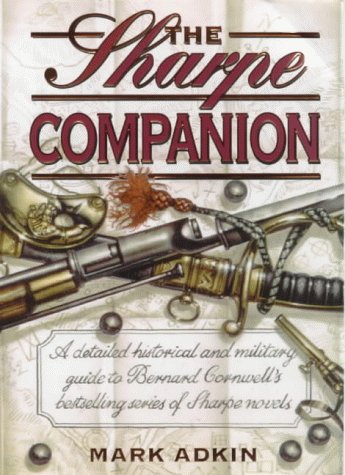 THE
Sharpe
COMPANION
A detailed historical and military
guide to Bernard Cornwell's
bestselling series of Sharpe novels
MARK ADKIN